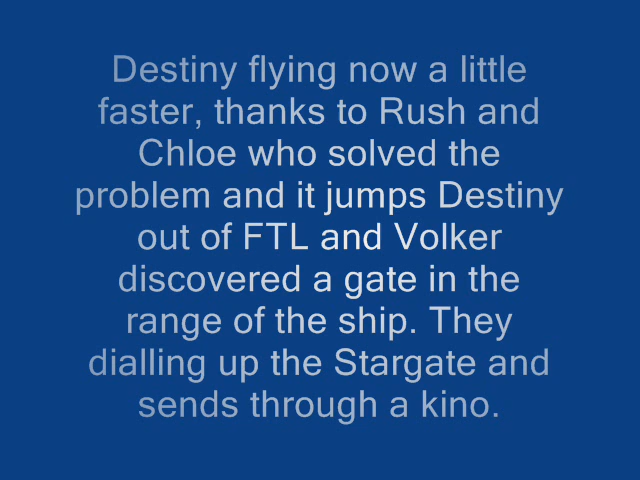 Destiny flying now a little
faster, thanks to Rush and
Chloe who solved the
problem and it jumps Destiny
out of FTL and Volker
discovered a gate in the
range of the ship. They
dialling up the Stargate and
sends through a kino.